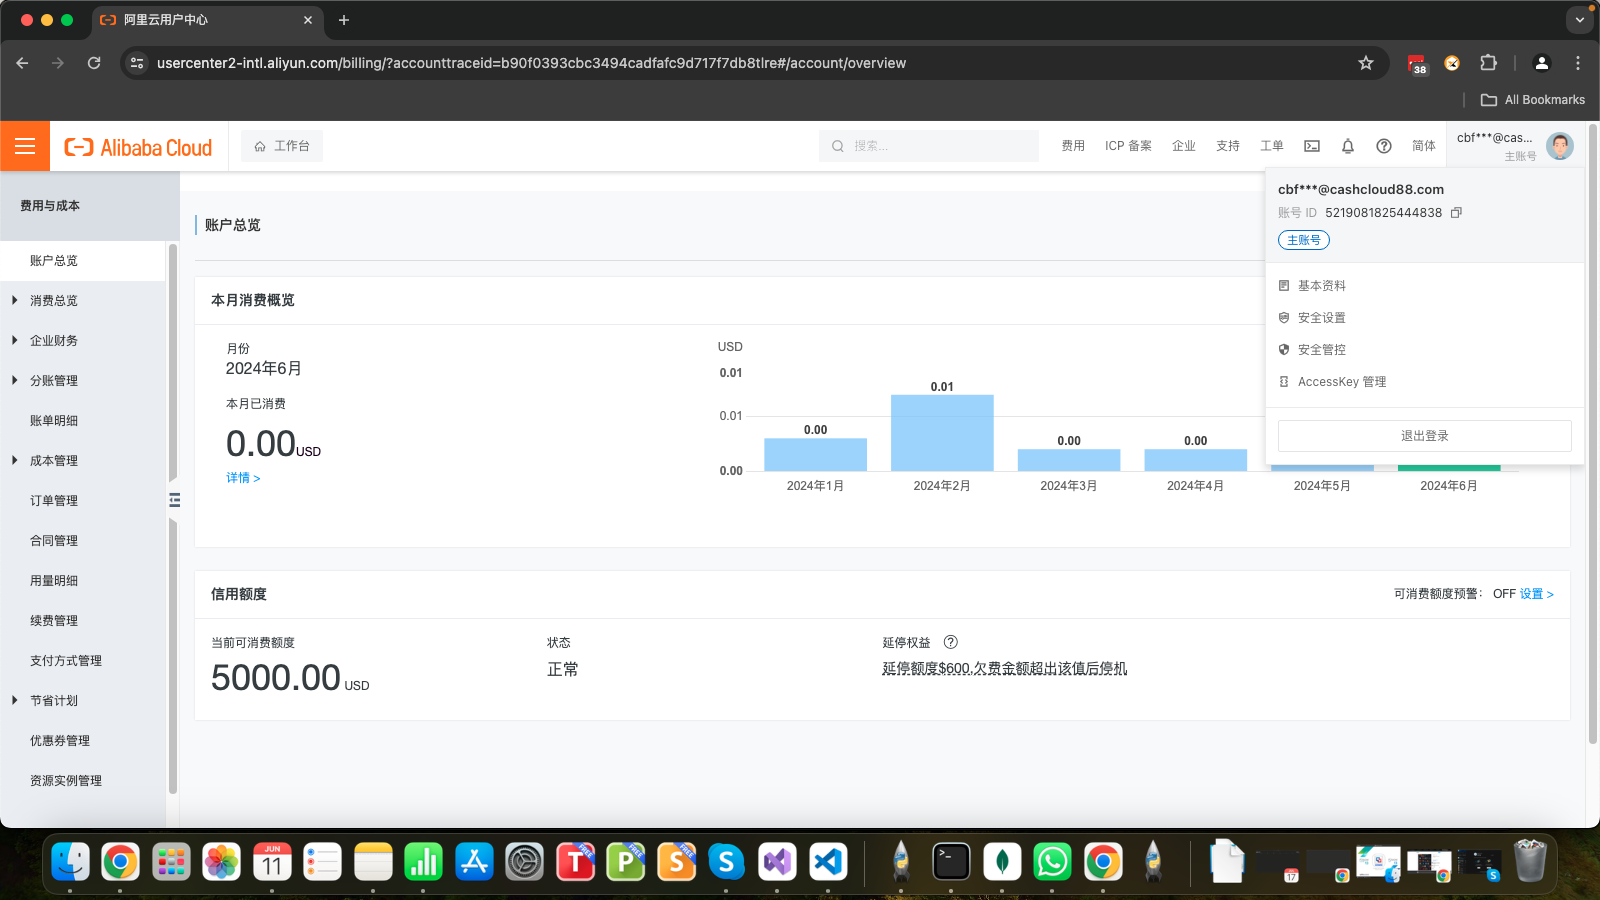 阿里云用户中心
usercenter2-intl.aliyun.com/billing/?accounttraceid=b90f0393cbc3494cadfafc9d717f7db8tlre#/account/overview
38
All Bookmarks
Alibaba Cloud
工作台
搜索...
费用
ICP 备案
企业
支持
工单
简体
cbf***@cas...
主账号
cbf***@cashcloud88.com
账号 ID 5219081825444838
主账号
基本资料
安全设置
安全管控
AccessKey 管理
退出登录
费用与成本
账户总览
消费总览
企业财务
分账管理
账单明细
成本管理
订单管理
合同管理
用量明细
续费管理
支付方式管理
节省计划
优惠券管理
资源实例管理
账户总览
本月消费概览
月份
2024年6月
本月已消费
0.00USD
详情 >
USD
0.01
0.01
0.00
0.00
0.01
0.00
0.00
2024年1月
2024年2月
2024年3月
2024年4月
2024年5月
2024年6月
信用额度
可消费额度预警： OFF 设置 >
当前可消费额度
5000.00 USD
状态
正常
延停权益
延停额度$600,欠费金额超出该值后停机
JUN
11
T
FREE
P
FREE
S
FREE
S
17
S